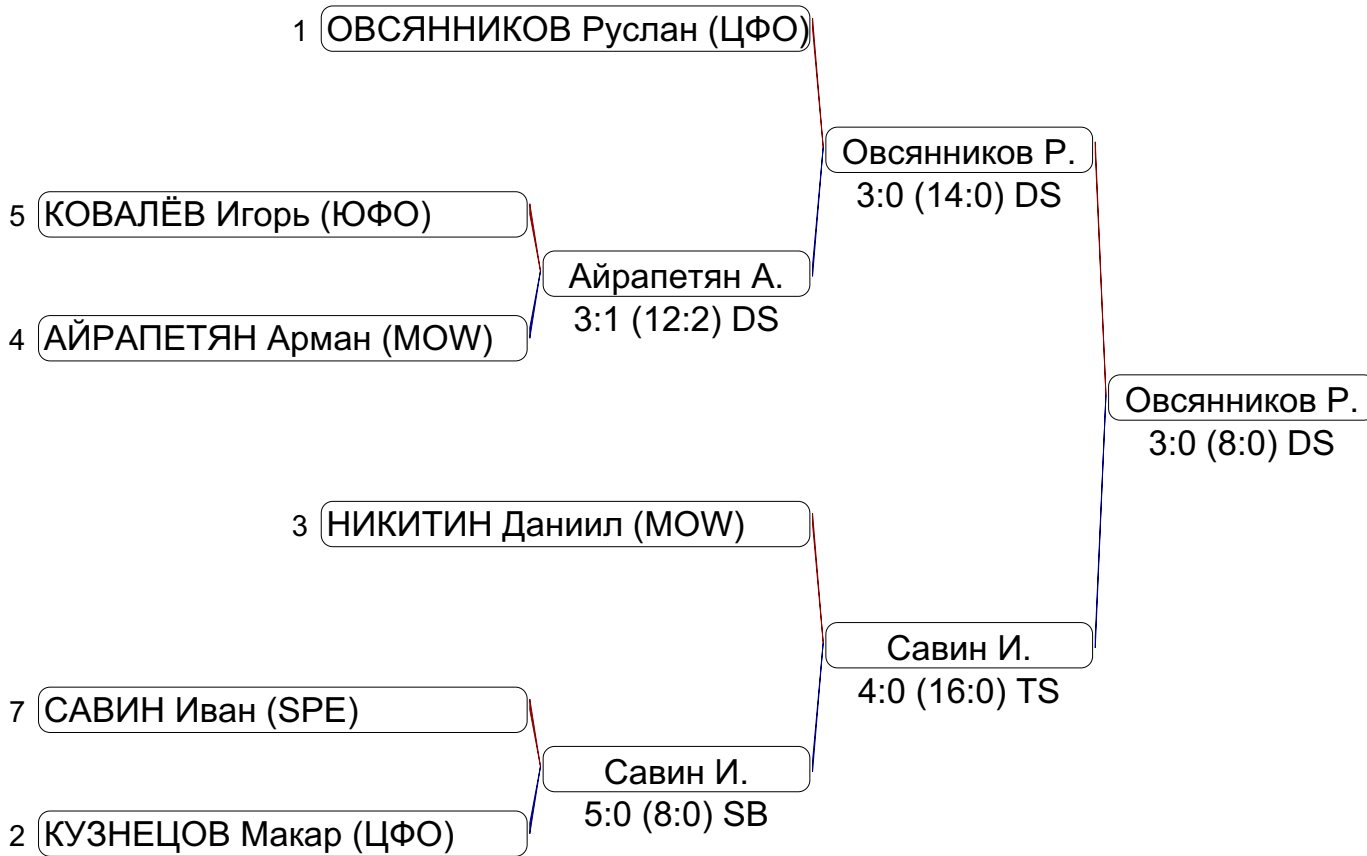 1 ОВСЯННИКОВ Руслан (ЦФО)
Овсянников Р.
3:0 (14:0) DS
5 КОВАЛЁВ Игорь (ЮФО)
Айрапетян А.
3:1 (12:2) DS
4 АЙРАПЕТЯН Арман (MOW)
Овсянников Р.
3:0 (8:0) DS
3 НИКИТИН Даниил (MOW)
Савин И.
4:0 (16:0) TS
7 САВИН Иван (SPE)
Савин И.
5:0 (8:0) SB
2 КУЗНЕЦОВ Макар (ЦФО)